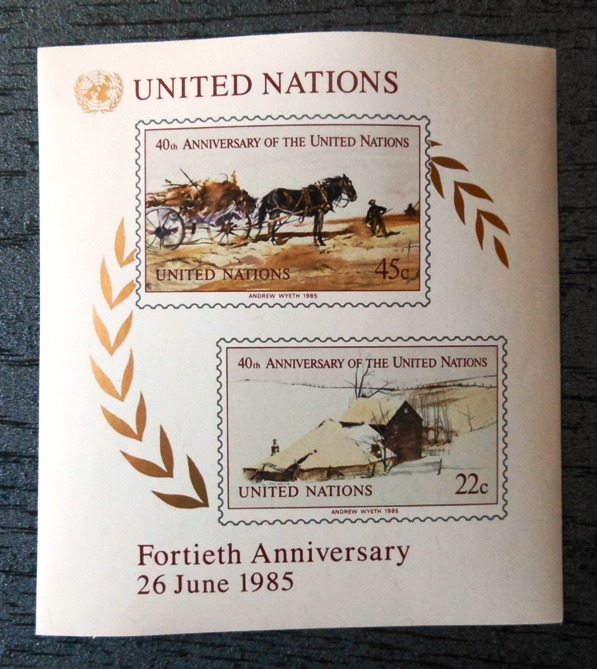 UNITED NATIONS
40th ANNIVERSARY OF THE UNITED NATIONS
UNITED NATIONS 45c
ANDREW WYETH 1985
40th ANNIVERSARY OF THE UNITED NATIONS
UNITED NATIONS 22c
ANDREW WYETH 1985
Fortieth Anniversary
26 June 1985